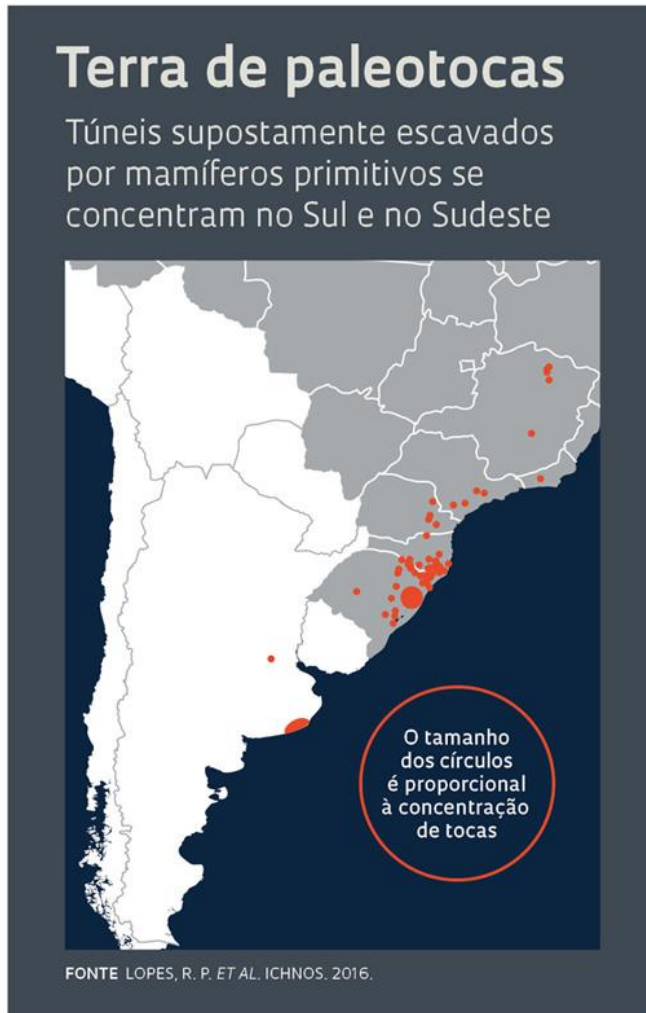 Terra de paleotocas
Túneis supostamente escavados
por mamíferos primitivos se
concentram no Sul e no Sudeste
O tamanho
dos círculos
é proporcional
à concentração
de tocas
FONTE LOPES, R. P. ET AL. ICHNOS. 2016.